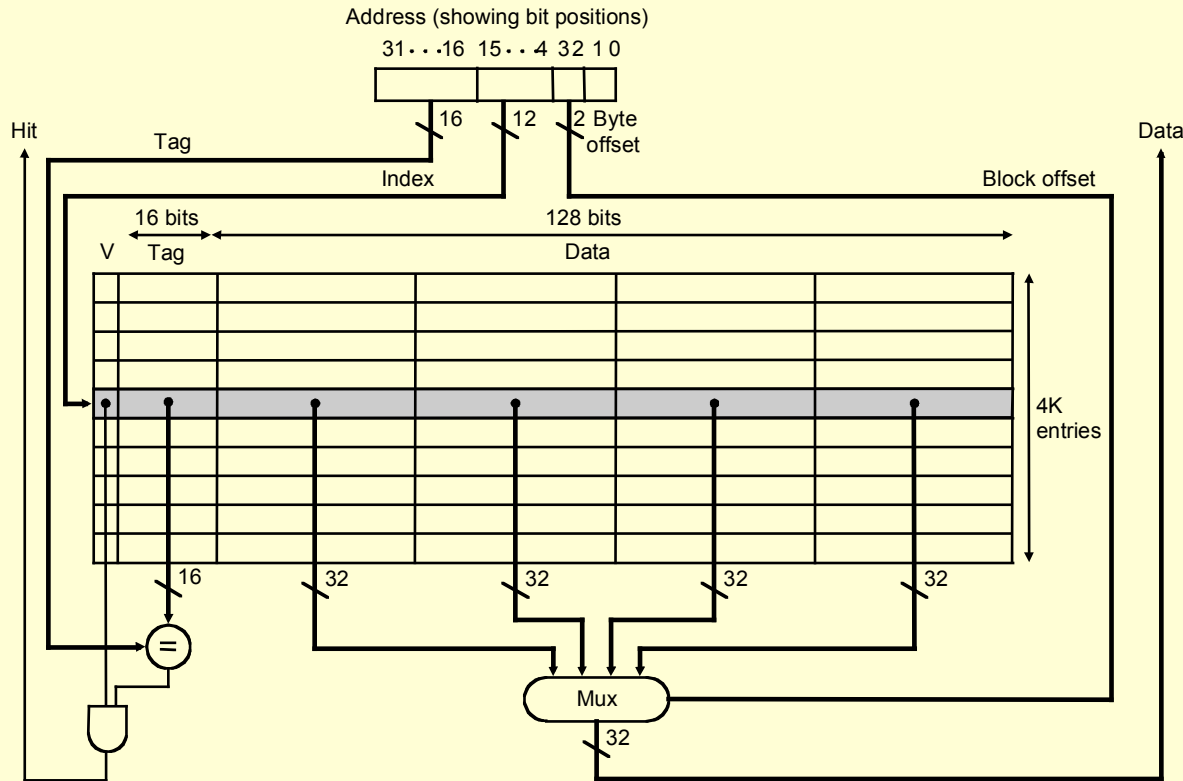 Address (showing bit positions)
31 · · · 16 15 · · · 4 3 2 1 0
Hit
16
12
2
Byte
offset
Data
Tag
Index
Block offset
16 bits
128 bits
V
Tag
Data
4K
entries
16
32
32
32
32
=
Mux
32